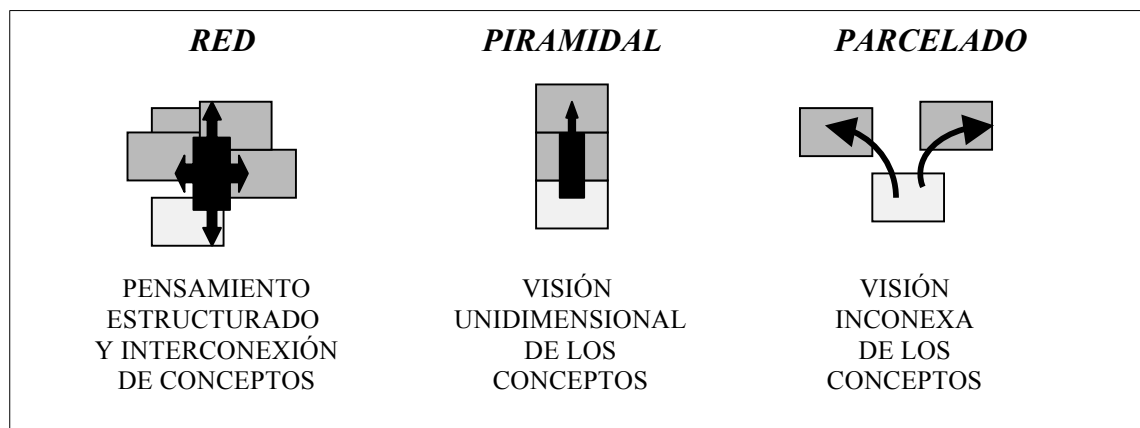 RED
PENSAMIENTO
ESTRUCTURADO
Y INTERCONEXIÓN
DE CONCEPTOS
PIRAMIDAL
VISIÓN
UNIDIMENSIONAL
DE LOS
CONCEPTOS
PARCELADO
VISIÓN
INCONEXA
DE LOS
CONCEPTOS